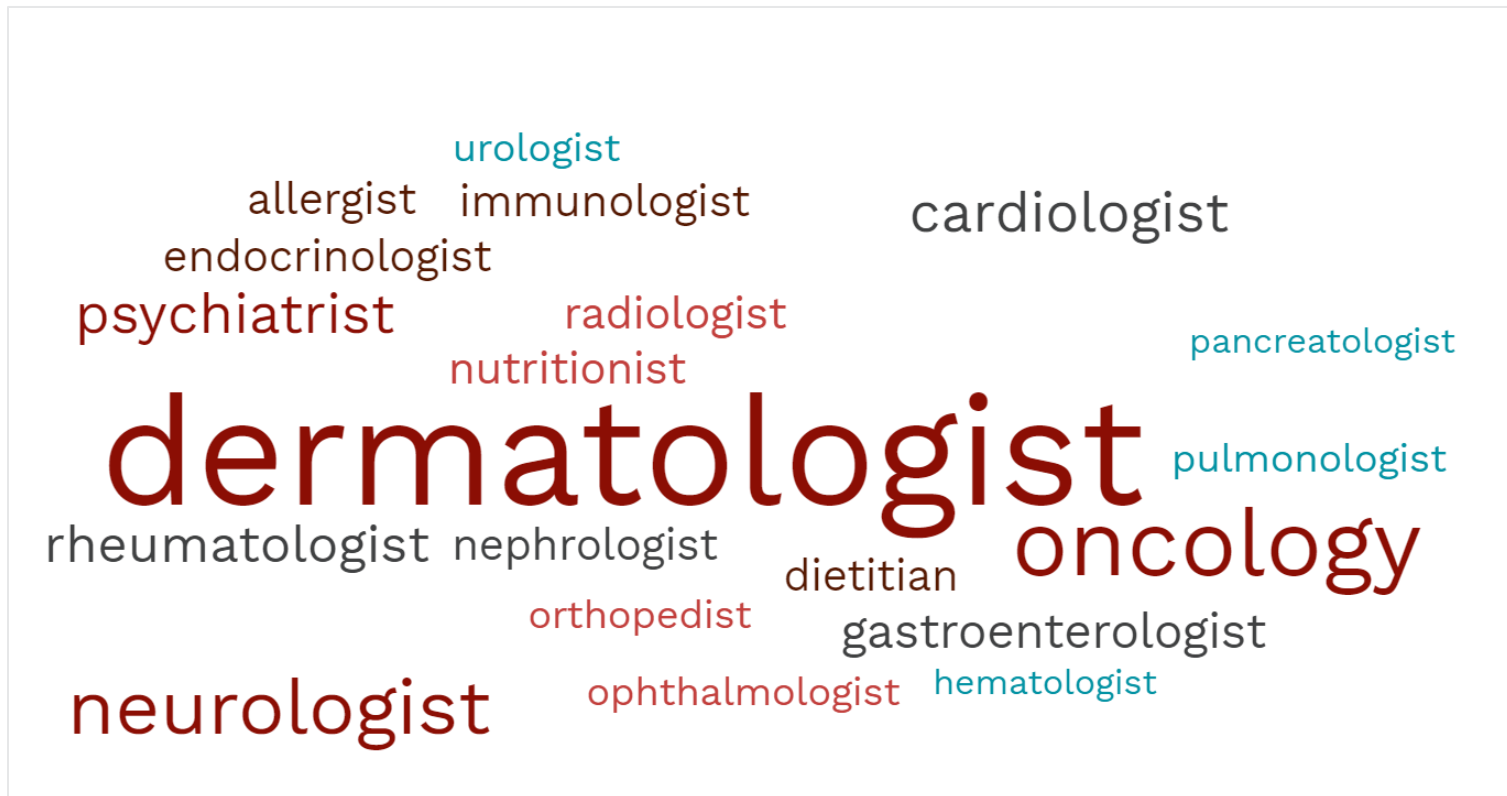 urologist
allergist immunologist
cardiologist
endocrinologist
psychiatrist radiologist
pancreatologist
nutritionist
dermatologist
pulmonologist
rheumatologist nephrologist
oncology
dietitian
orthopedist
gastroenterologist
hematologist
ophthalmologist
neurologist